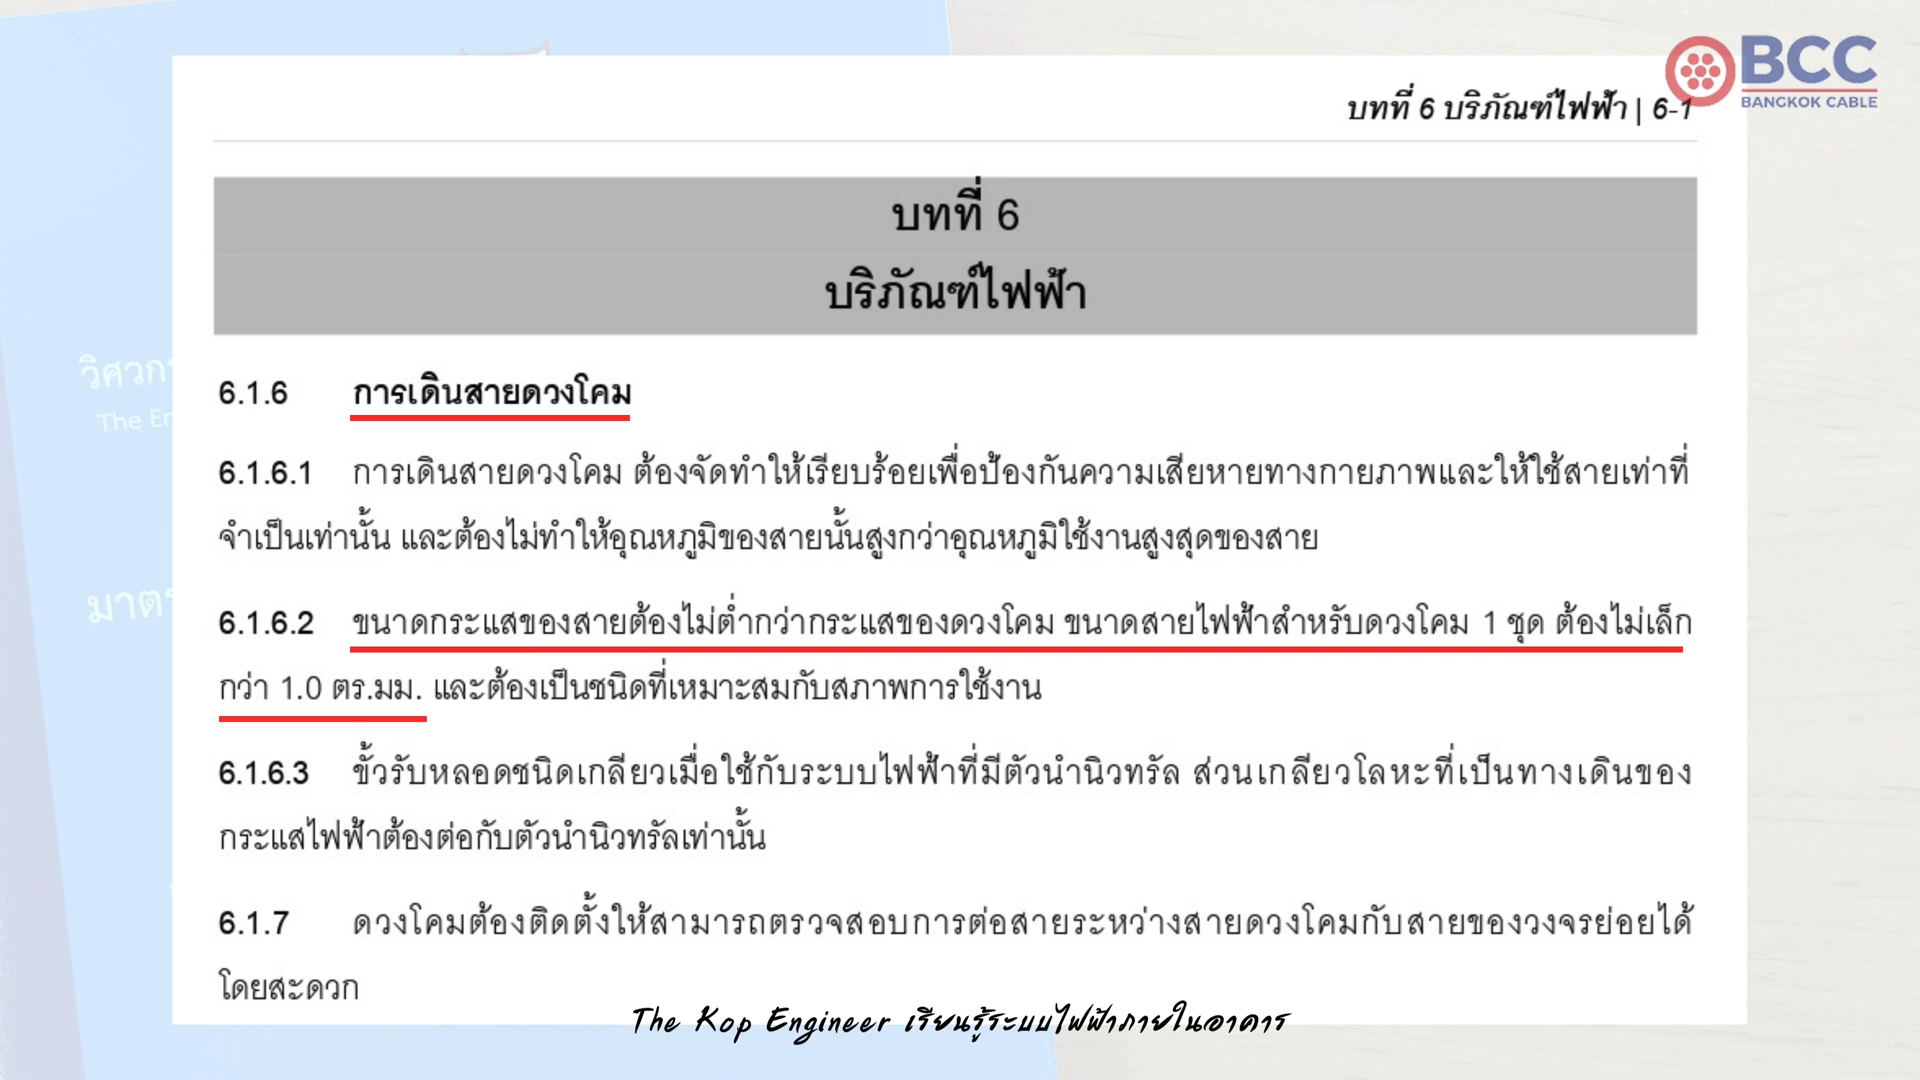 BCC
BANGKOK CABLE
บทที่ 6 บริภัณฑ์ไฟฟ้า | 6-1
บทที่ 6
บริภัณฑ์ไฟฟ้า
6.1.6 การเดินสายดวงโคม
6.1.6.1 การเดินสายดวงโคม ต้องจัดทำให้เรียบร้อยเพื่อป้องกันความเสียหายทางกายภาพและให้ใช้สายเท่าที่
จำเป็นเท่านั้น และต้องไม่ทำให้อุณหภูมิของสายนั้นสูงกว่าอุณหภูมิใช้งานสูงสุดของสาย
6.1.6.2 ขนาดกระแสของสายต้องไม่ต่ำกว่ากระแสของดวงโคม ขนาดสายไฟฟ้าสำหรับดวงโคม 1 ชุด ต้องไม่เล็ก
กว่า 1.0 ตร.มม. และต้องเป็นชนิดที่เหมาะสมกับสภาพการใช้งาน
6.1.6.3 ขั้วรับหลอดชนิดเกลียวเมื่อใช้กับระบบไฟฟ้าที่มีตัวนำนิวทรัล ส่วนเกลียวโลหะที่เป็นทางเดินของ
กระแสไฟฟ้าต้องต่อกับตัวนำนิวทรัลเท่านั้น
6.1.7 ดวงโคมต้องติดตั้งให้สามารถตรวจสอบการต่อสายระหว่างสายดวงโคมกับสายของวงจรย่อยได้
โดยสะดวก
The Kop Engineer เรียนรู้ระบบไฟฟ้าภายในอาคาร